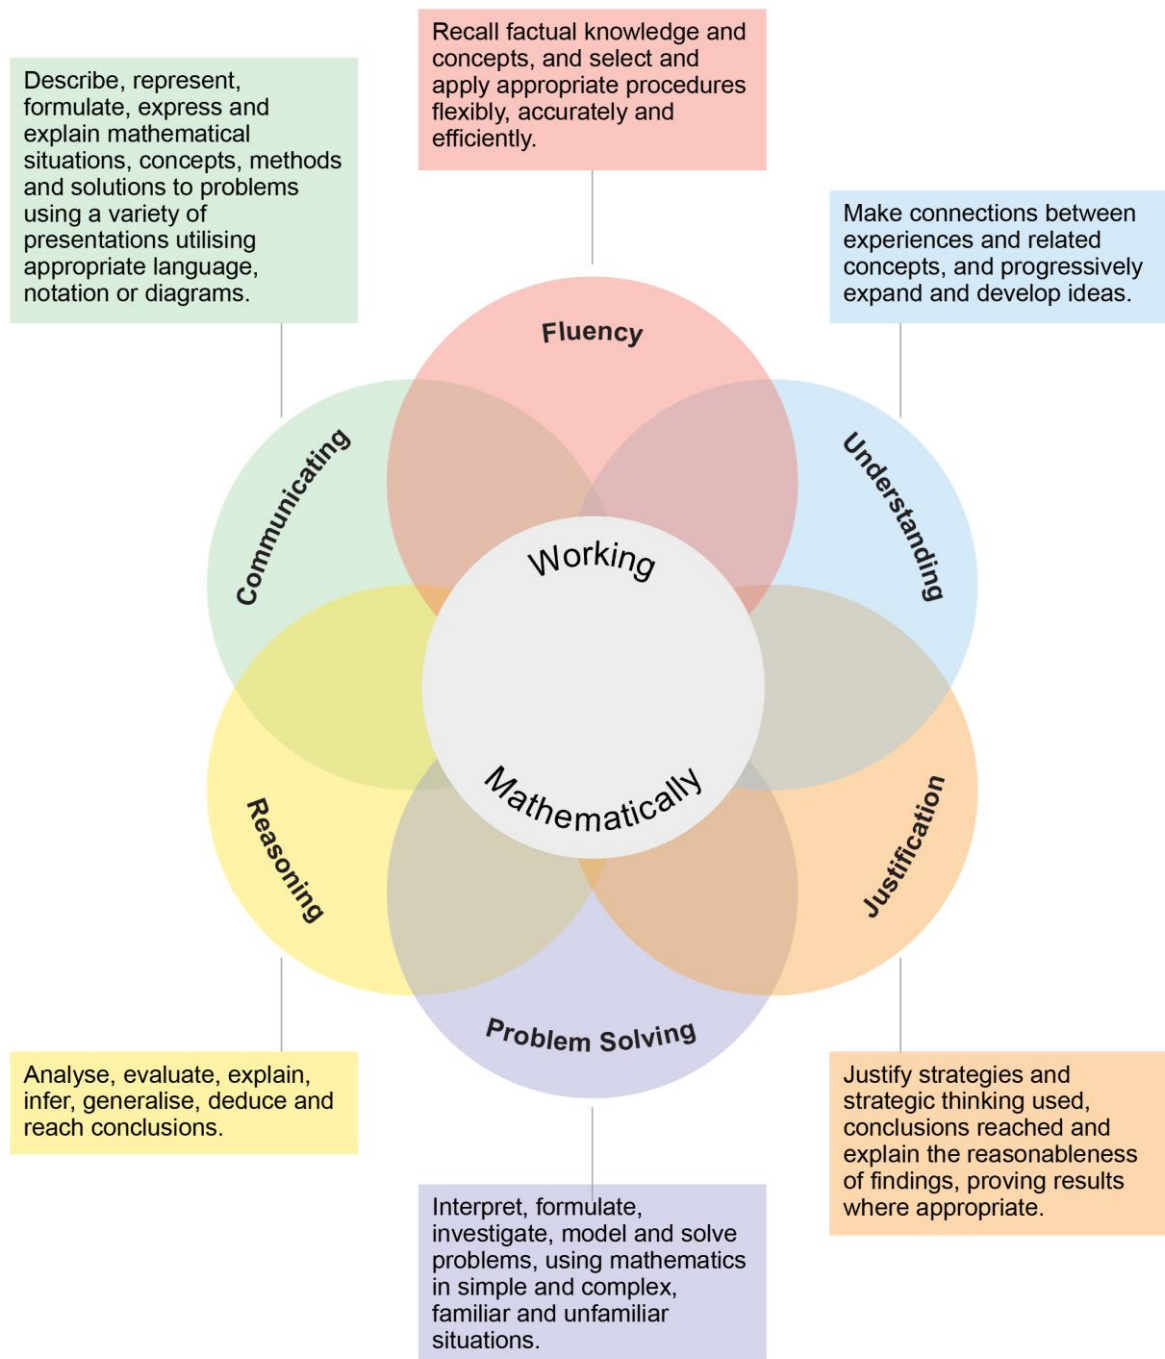 Recall factual knowledge and
concepts, and select and
apply appropriate procedures
flexibly, accurately and
efficiently.
Describe, represent,
formulate, express and
explain mathematical
situations, concepts, methods
and solutions to problems
using a variety of
presentations utilising
appropriate language,
notation or diagrams.
Make connections between
experiences and related
concepts, and progressively
expand and develop ideas.
Fluency
Communicating
Understanding
Working
Mathematically
Reasoning
Justification
Problem Solving
Analyse, evaluate, explain,
infer, generalise, deduce and
reach conclusions.
Justify strategies and
strategic thinking used,
conclusions reached and
explain the reasonableness
of findings, proving results
where appropriate.
Interpret, formulate,
investigate, model and solve
problems, using mathematics
in simple and complex,
familiar and unfamiliar
situations.